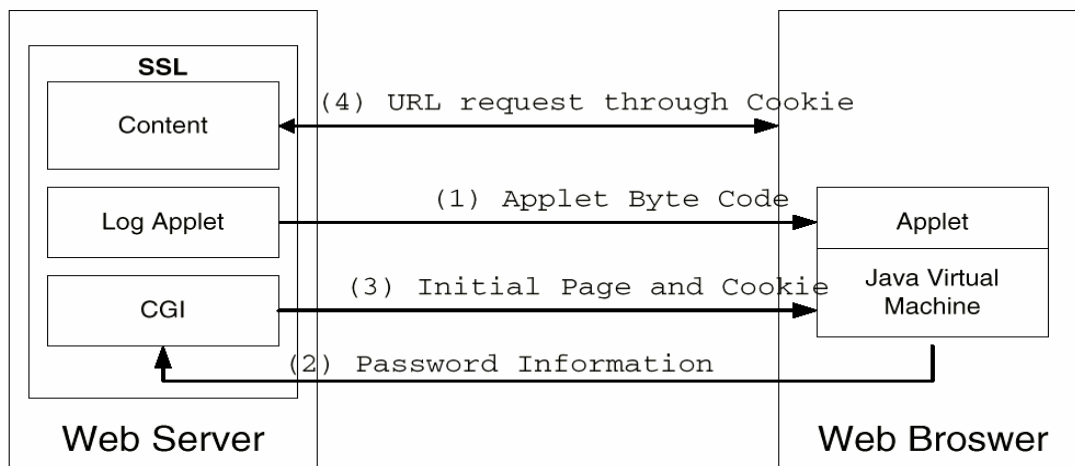 SSL
(4) URL request through Cookie
Content
(1) Applet Byte Code
Log Applet
Applet
(3) Initial Page and Cookie
Java Virtual
Machine
CGI
(2) Password Information
Web Server
Web Broswer